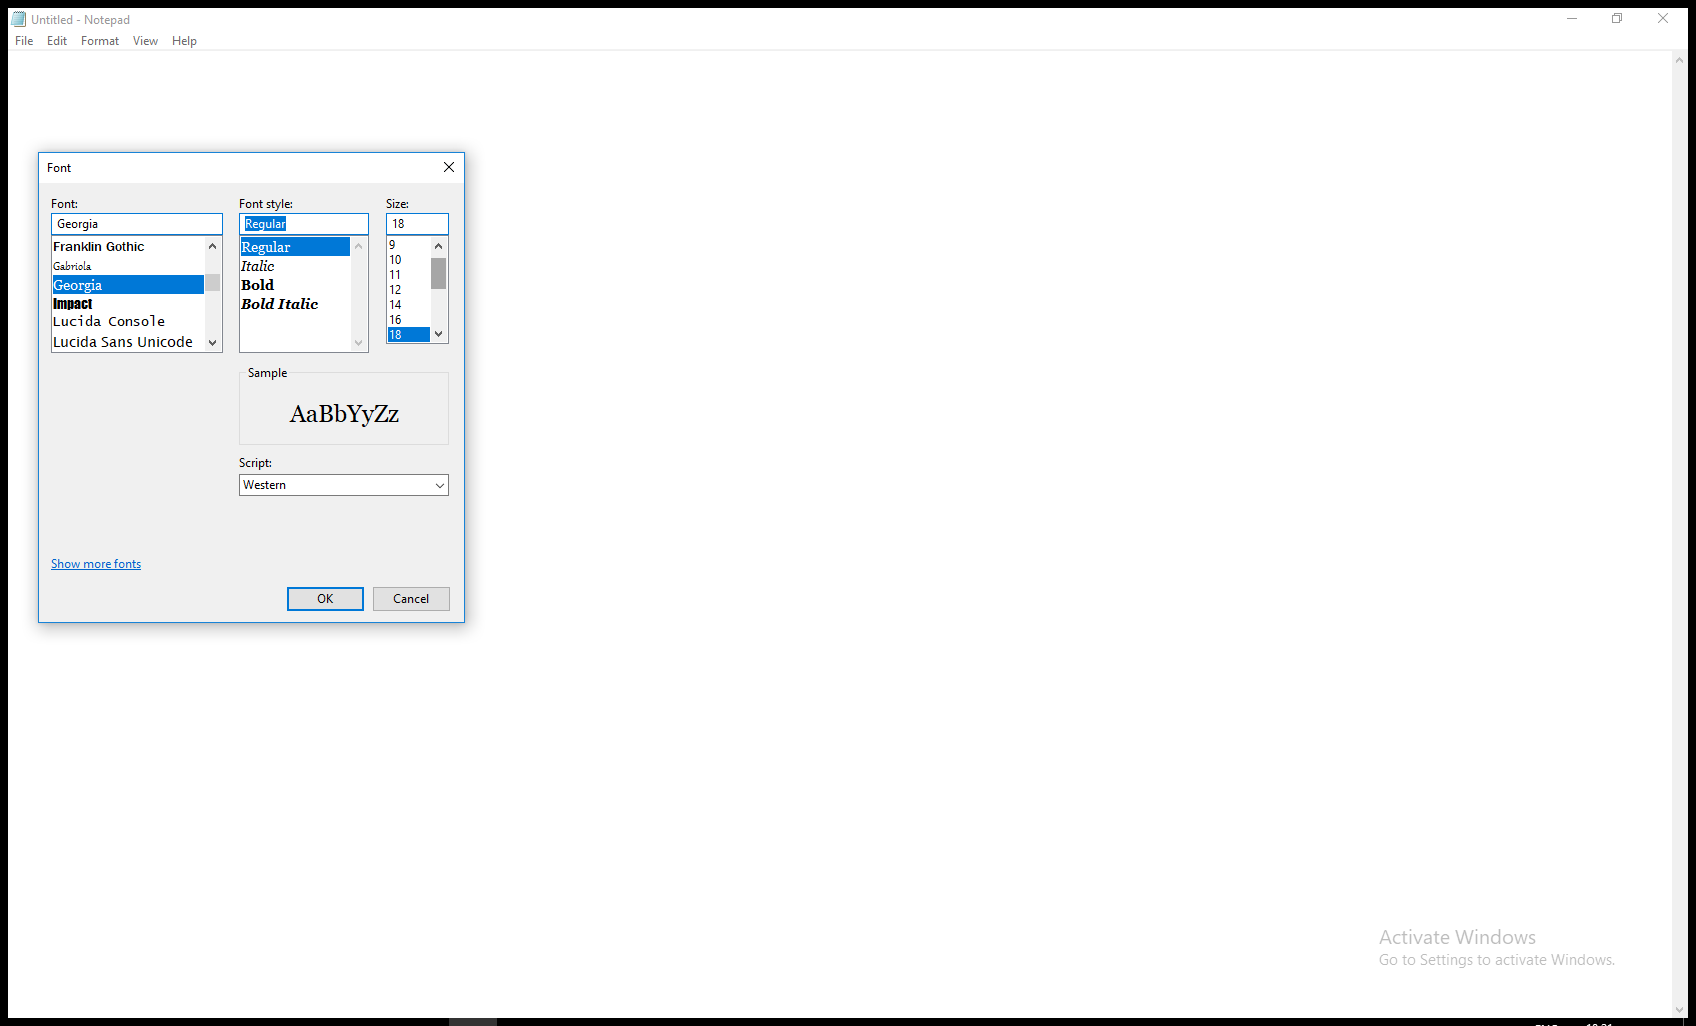 Untitled - Notepad
File Edit Format View Help
Font
Font: Font style: Size:
Georgia Regular 18
Franklin Gothic
Gabriola
Georgia
Impact
Lucida Console
Lucida Sans Unicode
Regular
Italic
Bold
Bold Italic
9
10
11
12
14
16
18
Sample
AaBbYyZz
Script:
Western
Show more fonts
OK Cancel
Activate Windows
Go to Settings to activate Windows.